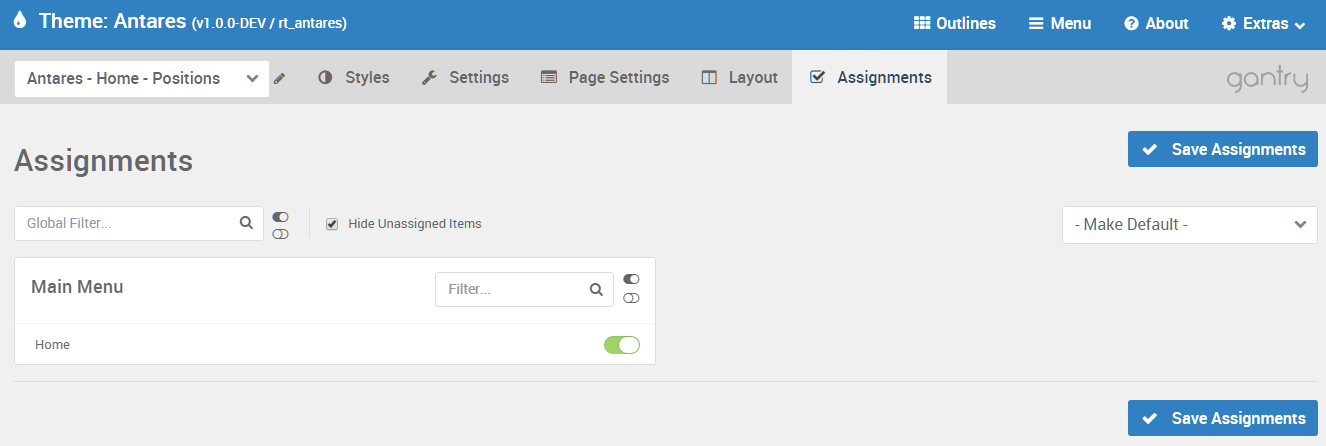 Theme: Antares (v1.0.0-DEV / rt_antares)
Outlines
Menu
About
Extras
Antares - Home - Positions
Styles
Settings
Page Settings
Layout
Assignments
gantry
Assignments
Save Assignments
Global Filter...
Hide Unassigned Items
- Make Default -
Main Menu
Filter...
Home
Save Assignments